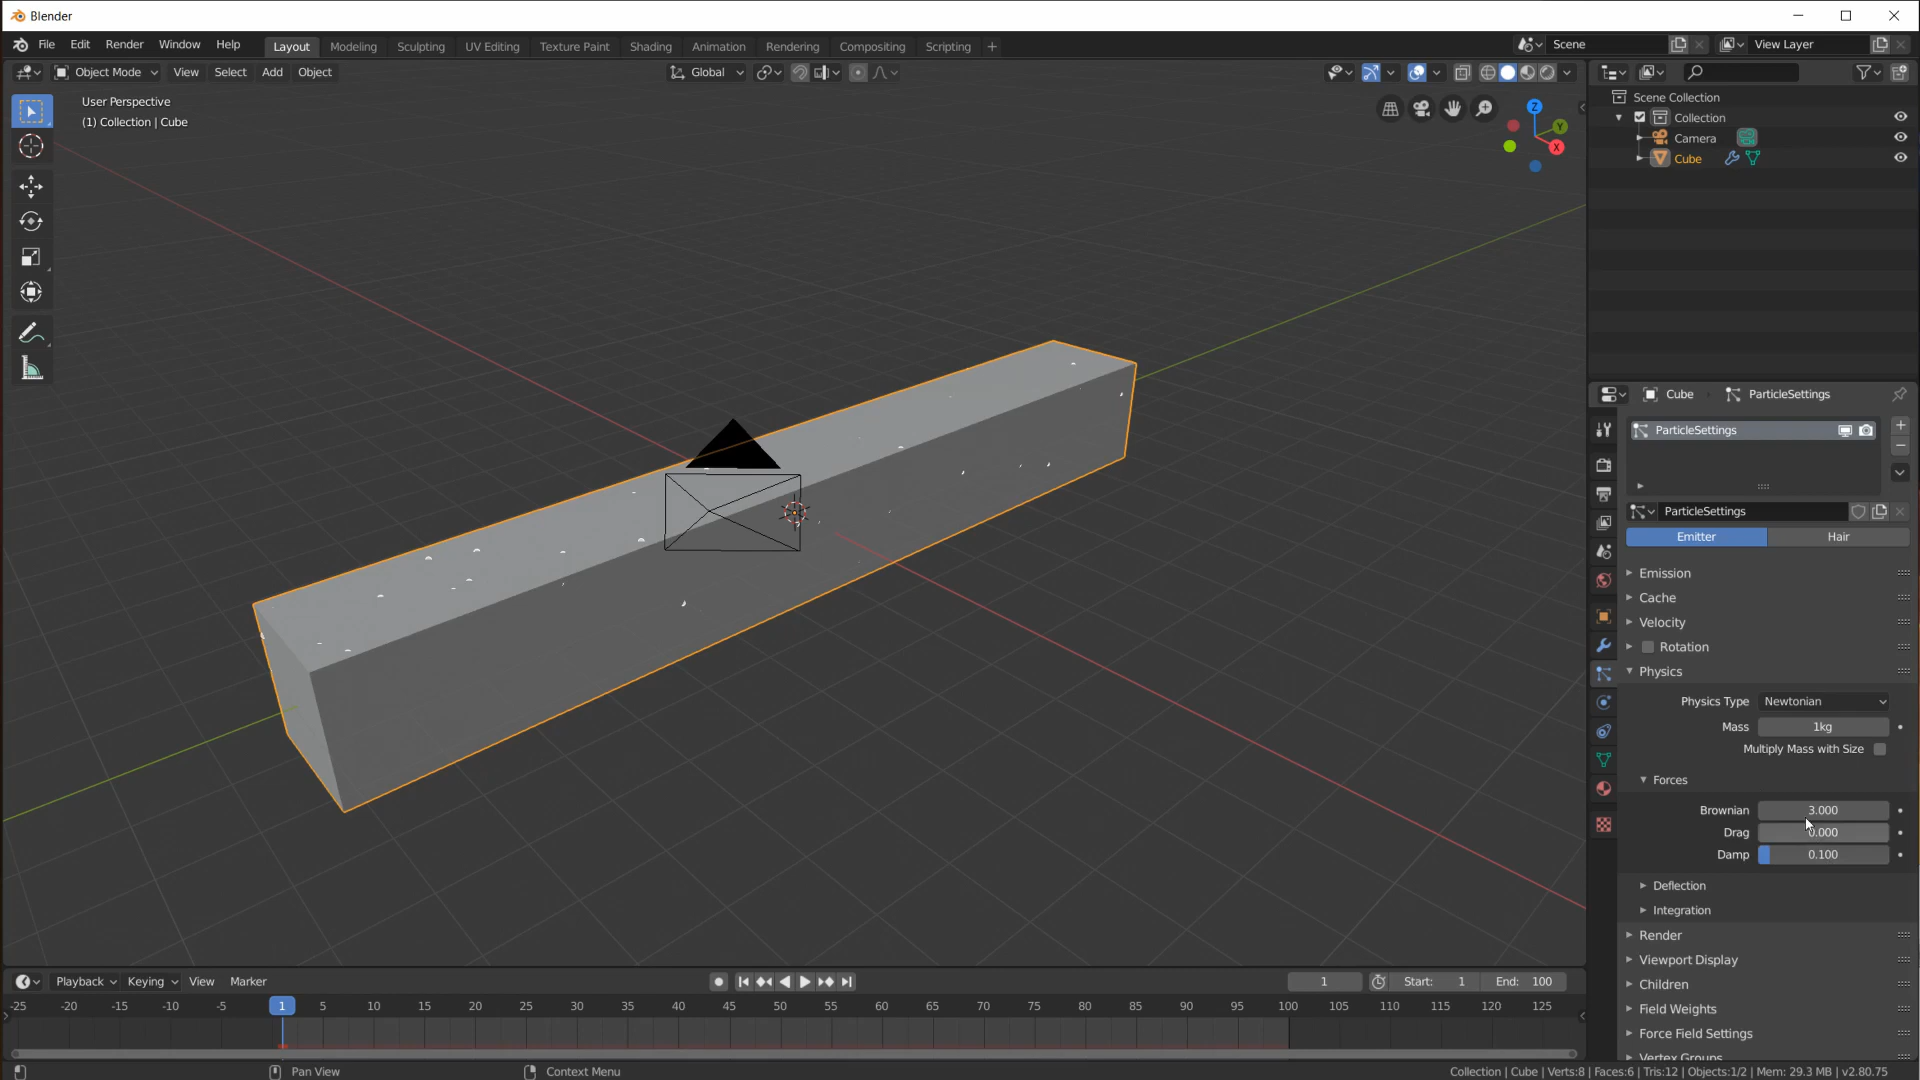 Blender
File Edit Render Window Help Layout Modeling Sculpting UV Editing Texture Paint Shading Animation Rendering Compositing Scripting + Scene View Layer
Object Mode View Select Add Object Global
User Perspective
(1) Collection | Cube
Z
Y
X
Scene Collection
Collection
Camera
Cube
Cube ParticleSettings
ParticleSettings
ParticleSettings
Emitter Hair
Emission
Cache
Velocity
Rotation
Physics
Physics Type Newtonian
Mass 1kg
Multiply Mass with Size
Forces
Brownian 3.000
Drag 0.000
Damp 0.100
Deflection
Integration
Render
Viewport Display
Children
Field Weights
Force Field Settings
Vertex Groups
Playback Keying View Marker 1 Start: 1 End: 100
-25 -20 -15 -10 -5 1 5 10 15 20 25 30 35 40 45 50 55 60 65 70 75 80 85 90 95 100 105 110 115 120 125
Pan View Context Menu Collection | Cube | Verts:8 | Faces:6 | Tris:12 | Objects:1/2 | Mem: 29.3 MB | v2.80.75